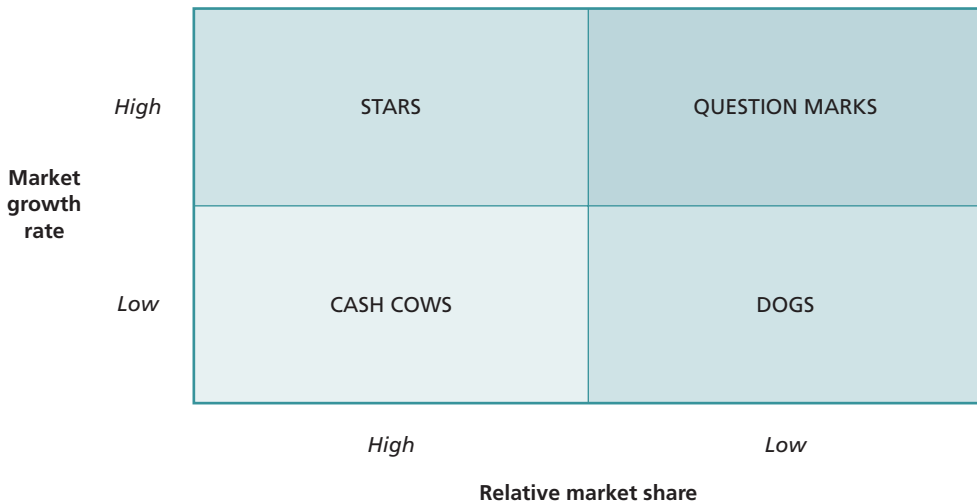 High
STARS
QUESTION MARKS
Market
growth
rate
Low
CASH COWS
DOGS
High
Low
Relative market share